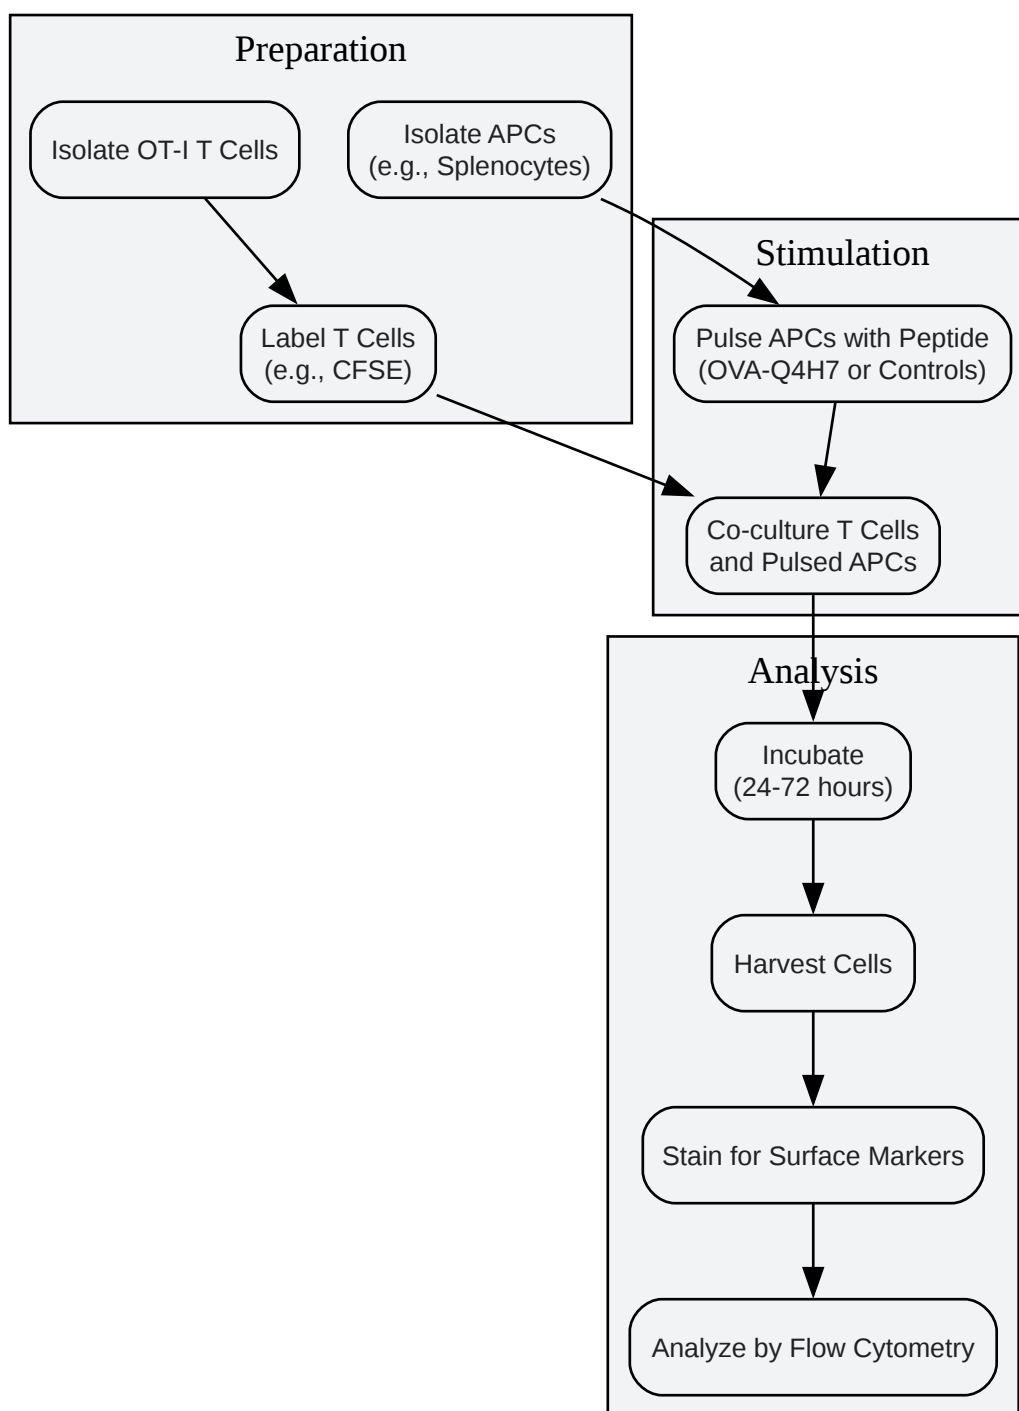 Preparation
Isolate OT-I T Cells
Isolate APCs
(e.g., Splenocytes)
Label T Cells
(e.g., CFSE)
Stimulation
Pulse APCs with Peptide
(OVA-Q4H7 or Controls)
Co-culture T Cells
and Pulsed APCs
Analysis
Incubate
(24-72 hours)
Harvest Cells
Stain for Surface Markers
Analyze by Flow Cytometry